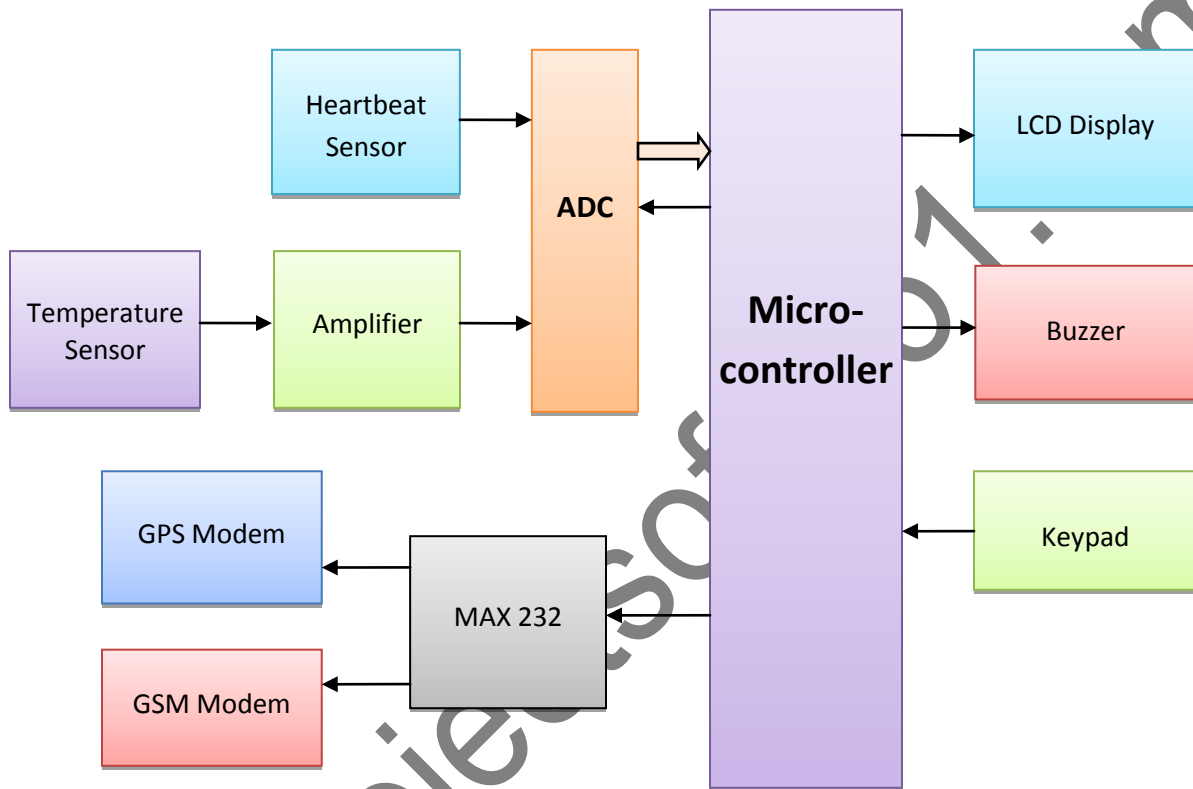 Heartbeat
Sensor
ADC
LCD Display
Temperature
Sensor
Amplifier
Micro-
controller
Buzzer
GPS Modem
MAX 232
Keypad
GSM Modem